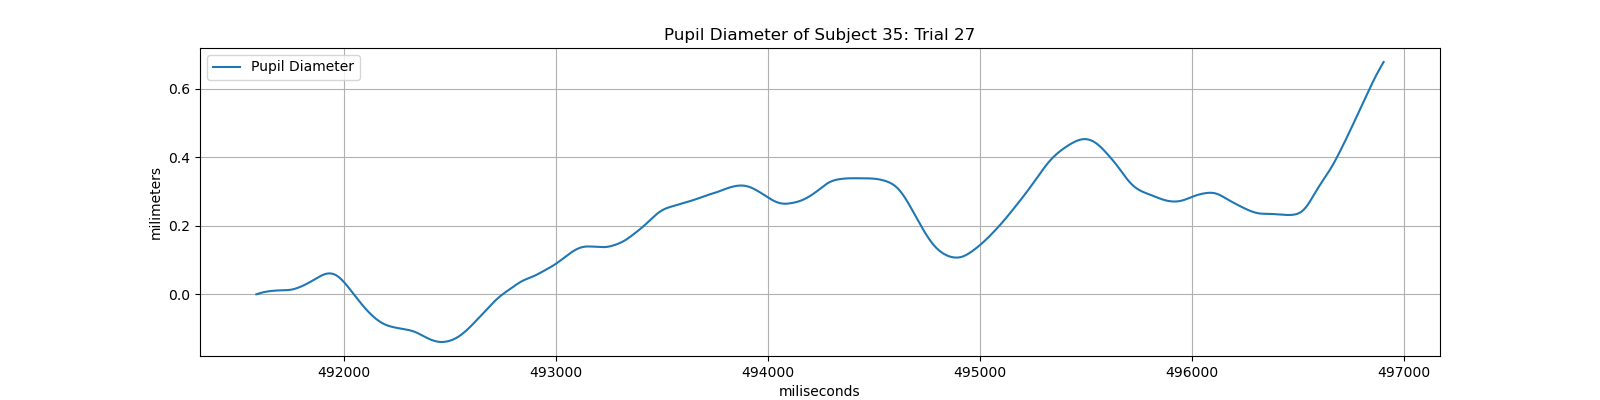 Pupil Diameter of Subject 35: Trial 27
Pupil Diameter
milimeters
0.6
0.4
0.2
0.0
492000 493000 494000 495000 496000 497000
miliseconds